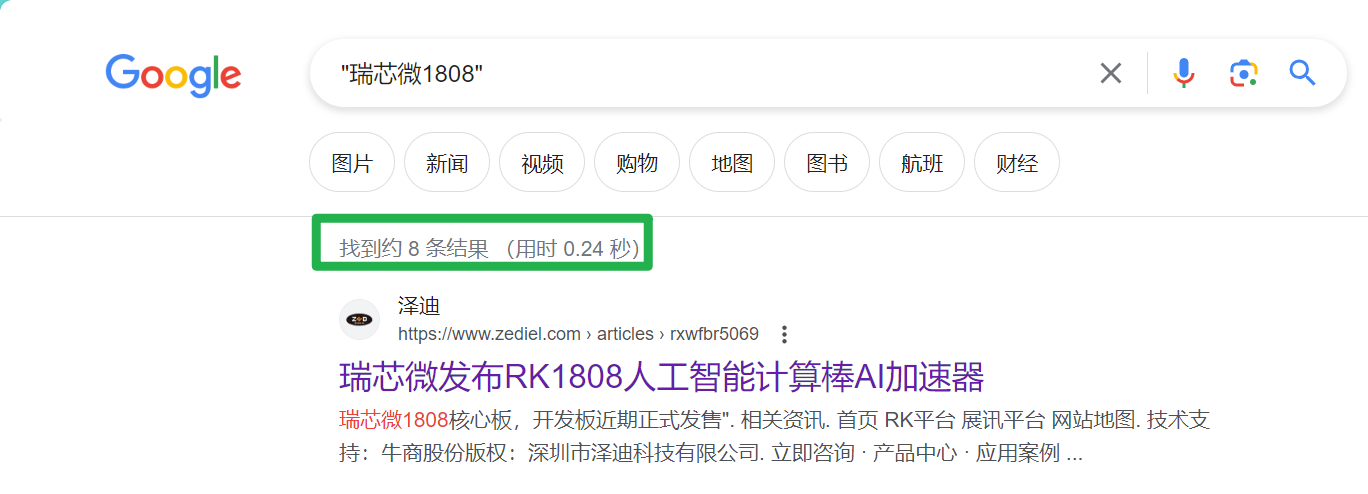 Google
"瑞芯微1808"
图片 新闻 视频 购物 地图 图书 航班 财经
找到约 8 条结果 （用时 0.24 秒）
泽迪
https://www.zediel.com › articles › rxwfbr5069
瑞芯微发布RK1808人工智能计算棒AI加速器
瑞芯微1808核心板，开发板近期正式发售". 相关资讯. 首页 RK平台 展讯平台 网站地图. 技术支
持：牛商股份版权：深圳市泽迪科技有限公司. 立即咨询 · 产品中心 · 应用案例 ...